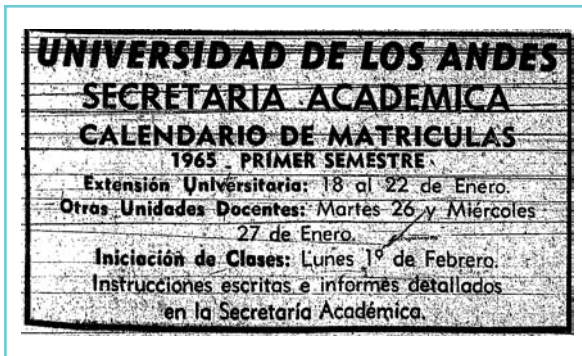 UNIVERSIDAD DE LOS ANDES
SECRETARIA ACADEMICA
CALENDARIO DE MATRICULAS
1965 - PRIMER SEMESTRE
Extensión Universitaria: 18 al 22 de Enero.
Otras Unidades Docentes: Martes 26 y Miércoles
27 de Enero.
Iniciación de Clases: Lunes 1º de Febrero.
Instrucciones escritas e informes detallados
en la Secretaría Académica.